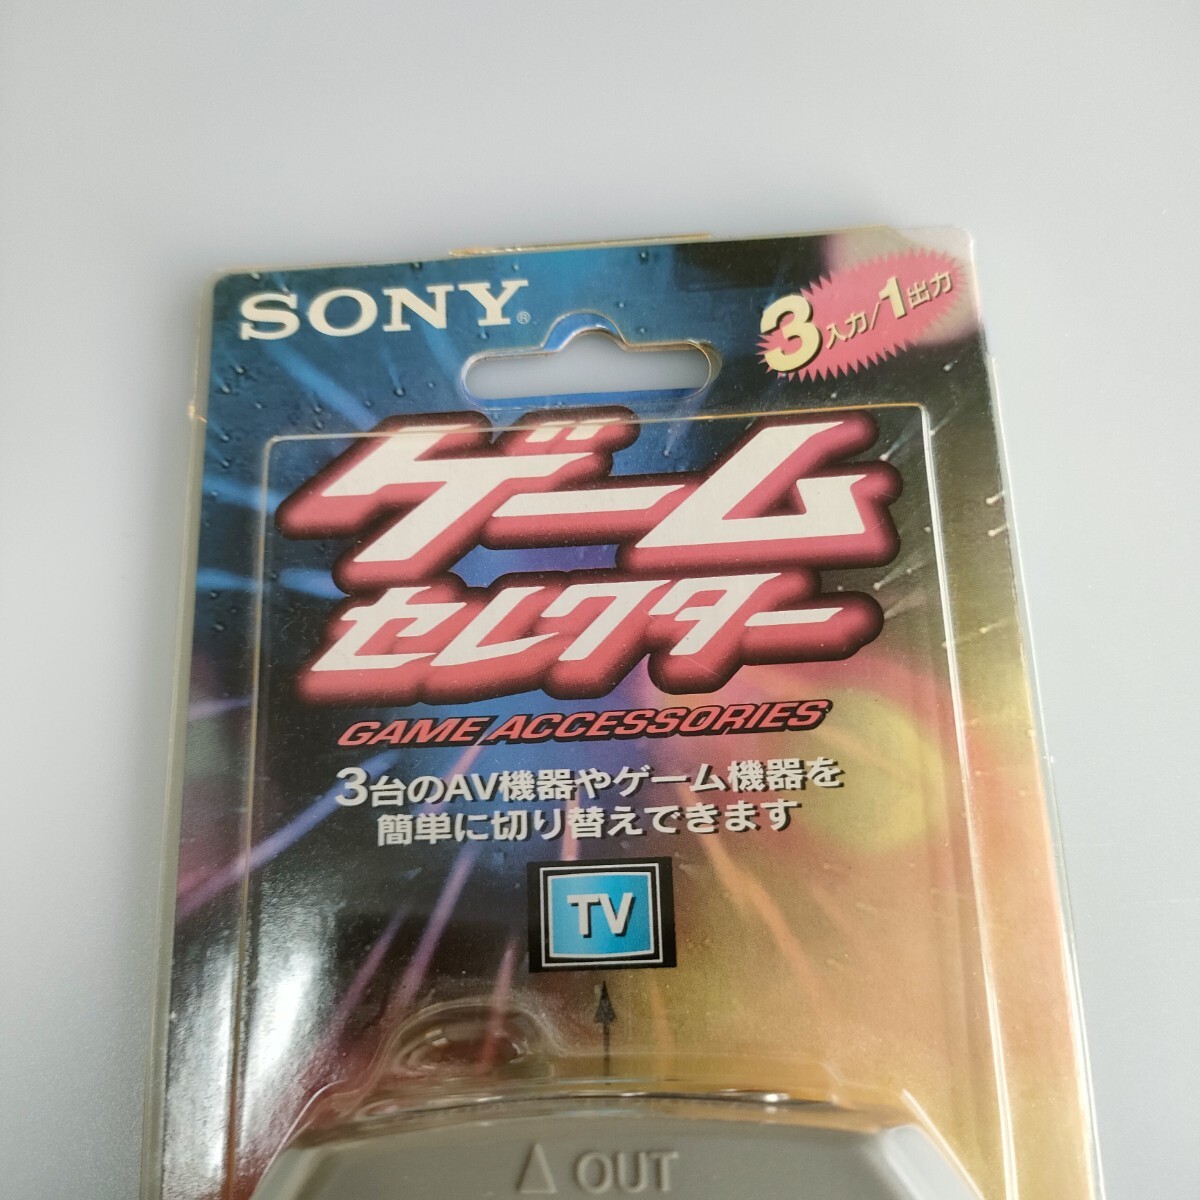 SONY®
3入力/1出力
ゲーム
セレクター
GAME ACCESSORIES
3台のAV機器やゲーム機器を
簡単に切り替えできます
TV
△ OUT